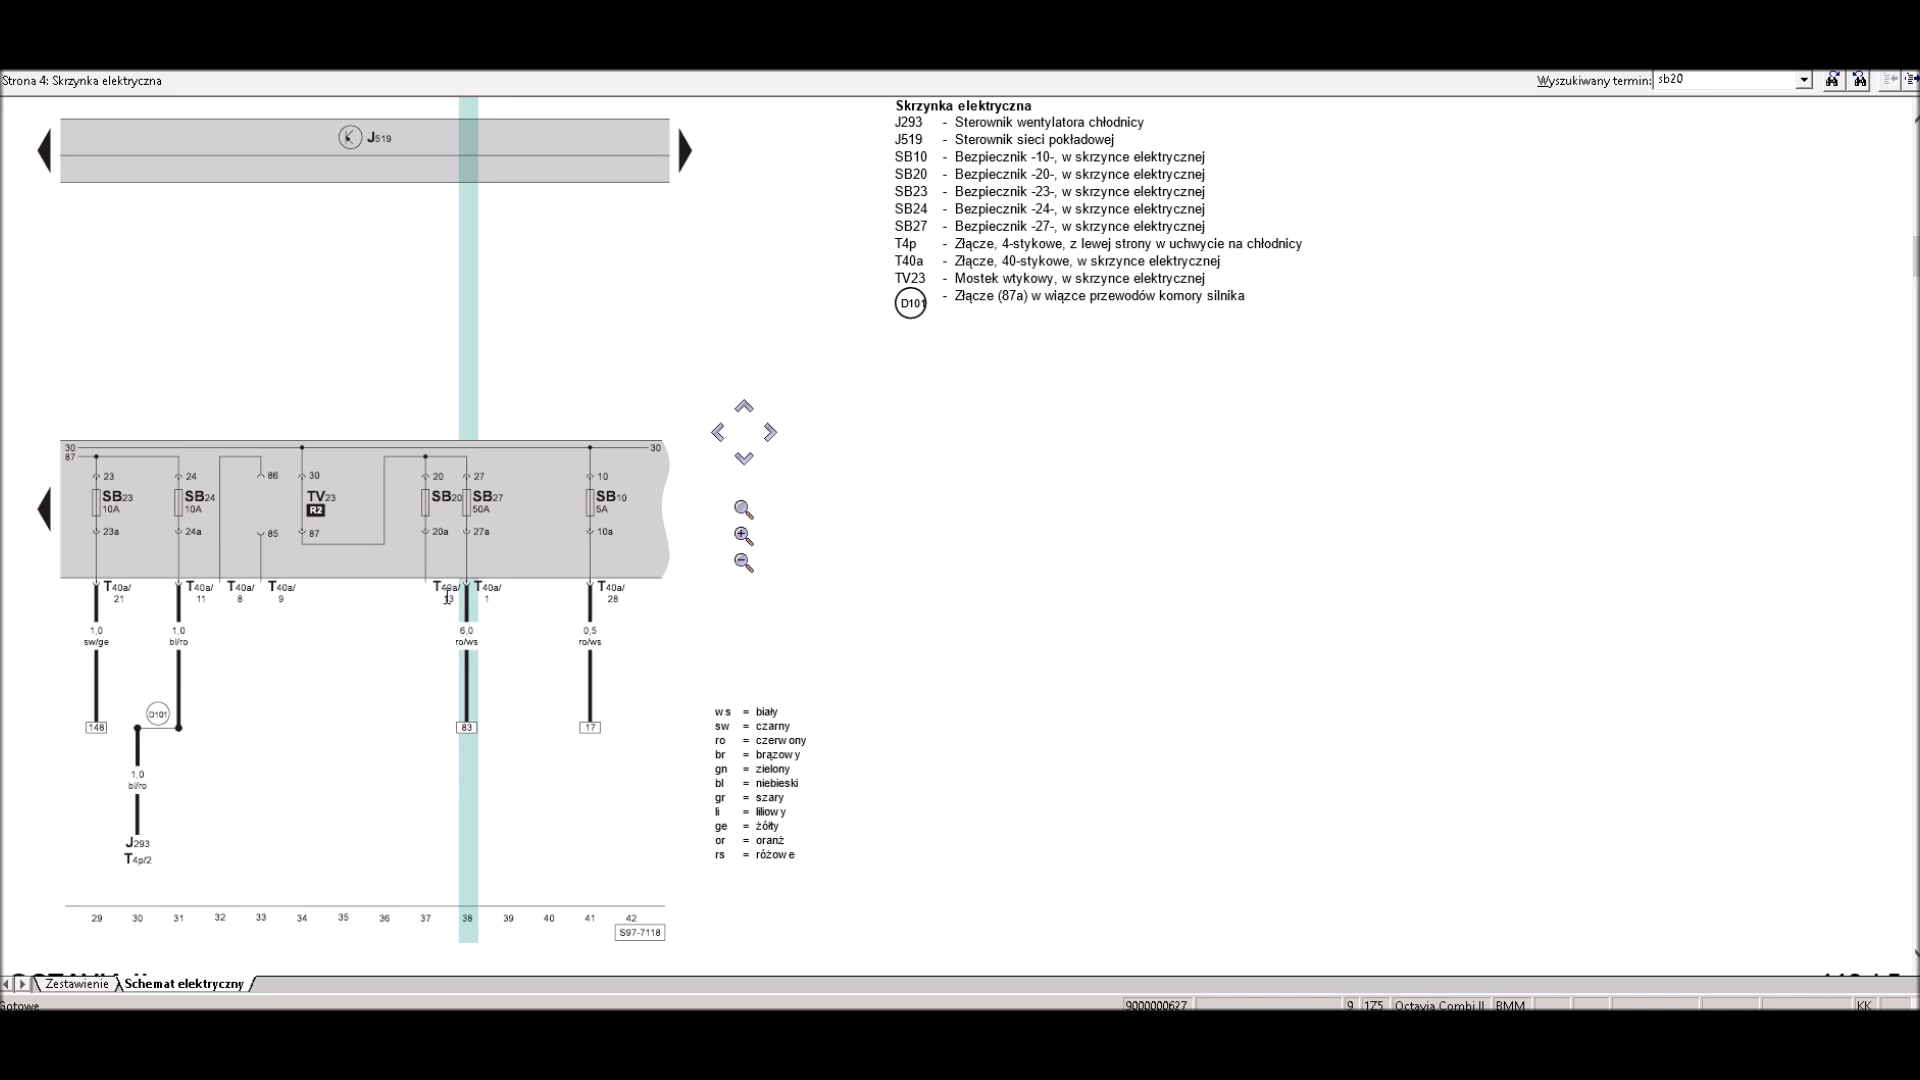 Strona 4: Skrzynka elektryczna
Wyszukiwany termin: sb20
J519
30 30
87
23 24 86 30 20 27 10
SB23 SB24 TV23 SB20 SB27 SB10
10A 10A R2 50A 5A
23a 24a 85 87 20a 27a 10a
T40a/ T40a/ T40a/ T40a/ T40a/ T40a/ T40a/
21 11 8 9 13 1 28
1,0 1,0 6,0 0,5
sw/ge bl/ro ro/ws ro/ws
D101
148 83 17
1,0
bl/ro
J293
T4p/2
29 30 31 32 33 34 35 36 37 38 39 40 41 42
S97-7118
Skrzynka elektryczna
J293 - Sterownik wentylatora chłodnicy
J519 - Sterownik sieci pokładowej
SB10 - Bezpiecznik -10-, w skrzynce elektrycznej
SB20 - Bezpiecznik -20-, w skrzynce elektrycznej
SB23 - Bezpiecznik -23-, w skrzynce elektrycznej
SB24 - Bezpiecznik -24-, w skrzynce elektrycznej
SB27 - Bezpiecznik -27-, w skrzynce elektrycznej
T4p - Złącze, 4-stykowe, z lewej strony w uchwycie na chłodnicy
T40a - Złącze, 40-stykowe, w skrzynce elektrycznej
TV23 - Mostek wtykowy, w skrzynce elektrycznej
D101 - Złącze (87a) w wiązce przewodów komory silnika
ws = biały
sw = czarny
ro = czerwony
br = brązowy
gn = zielony
bl = niebieski
gr = szary
li = liliowy
ge = żółty
or = oranż
rs = różowe
Zestawienie Schemat elektryczny
Gotowe 9000000627 9 1Z5 Octavia Combi II BMM KK